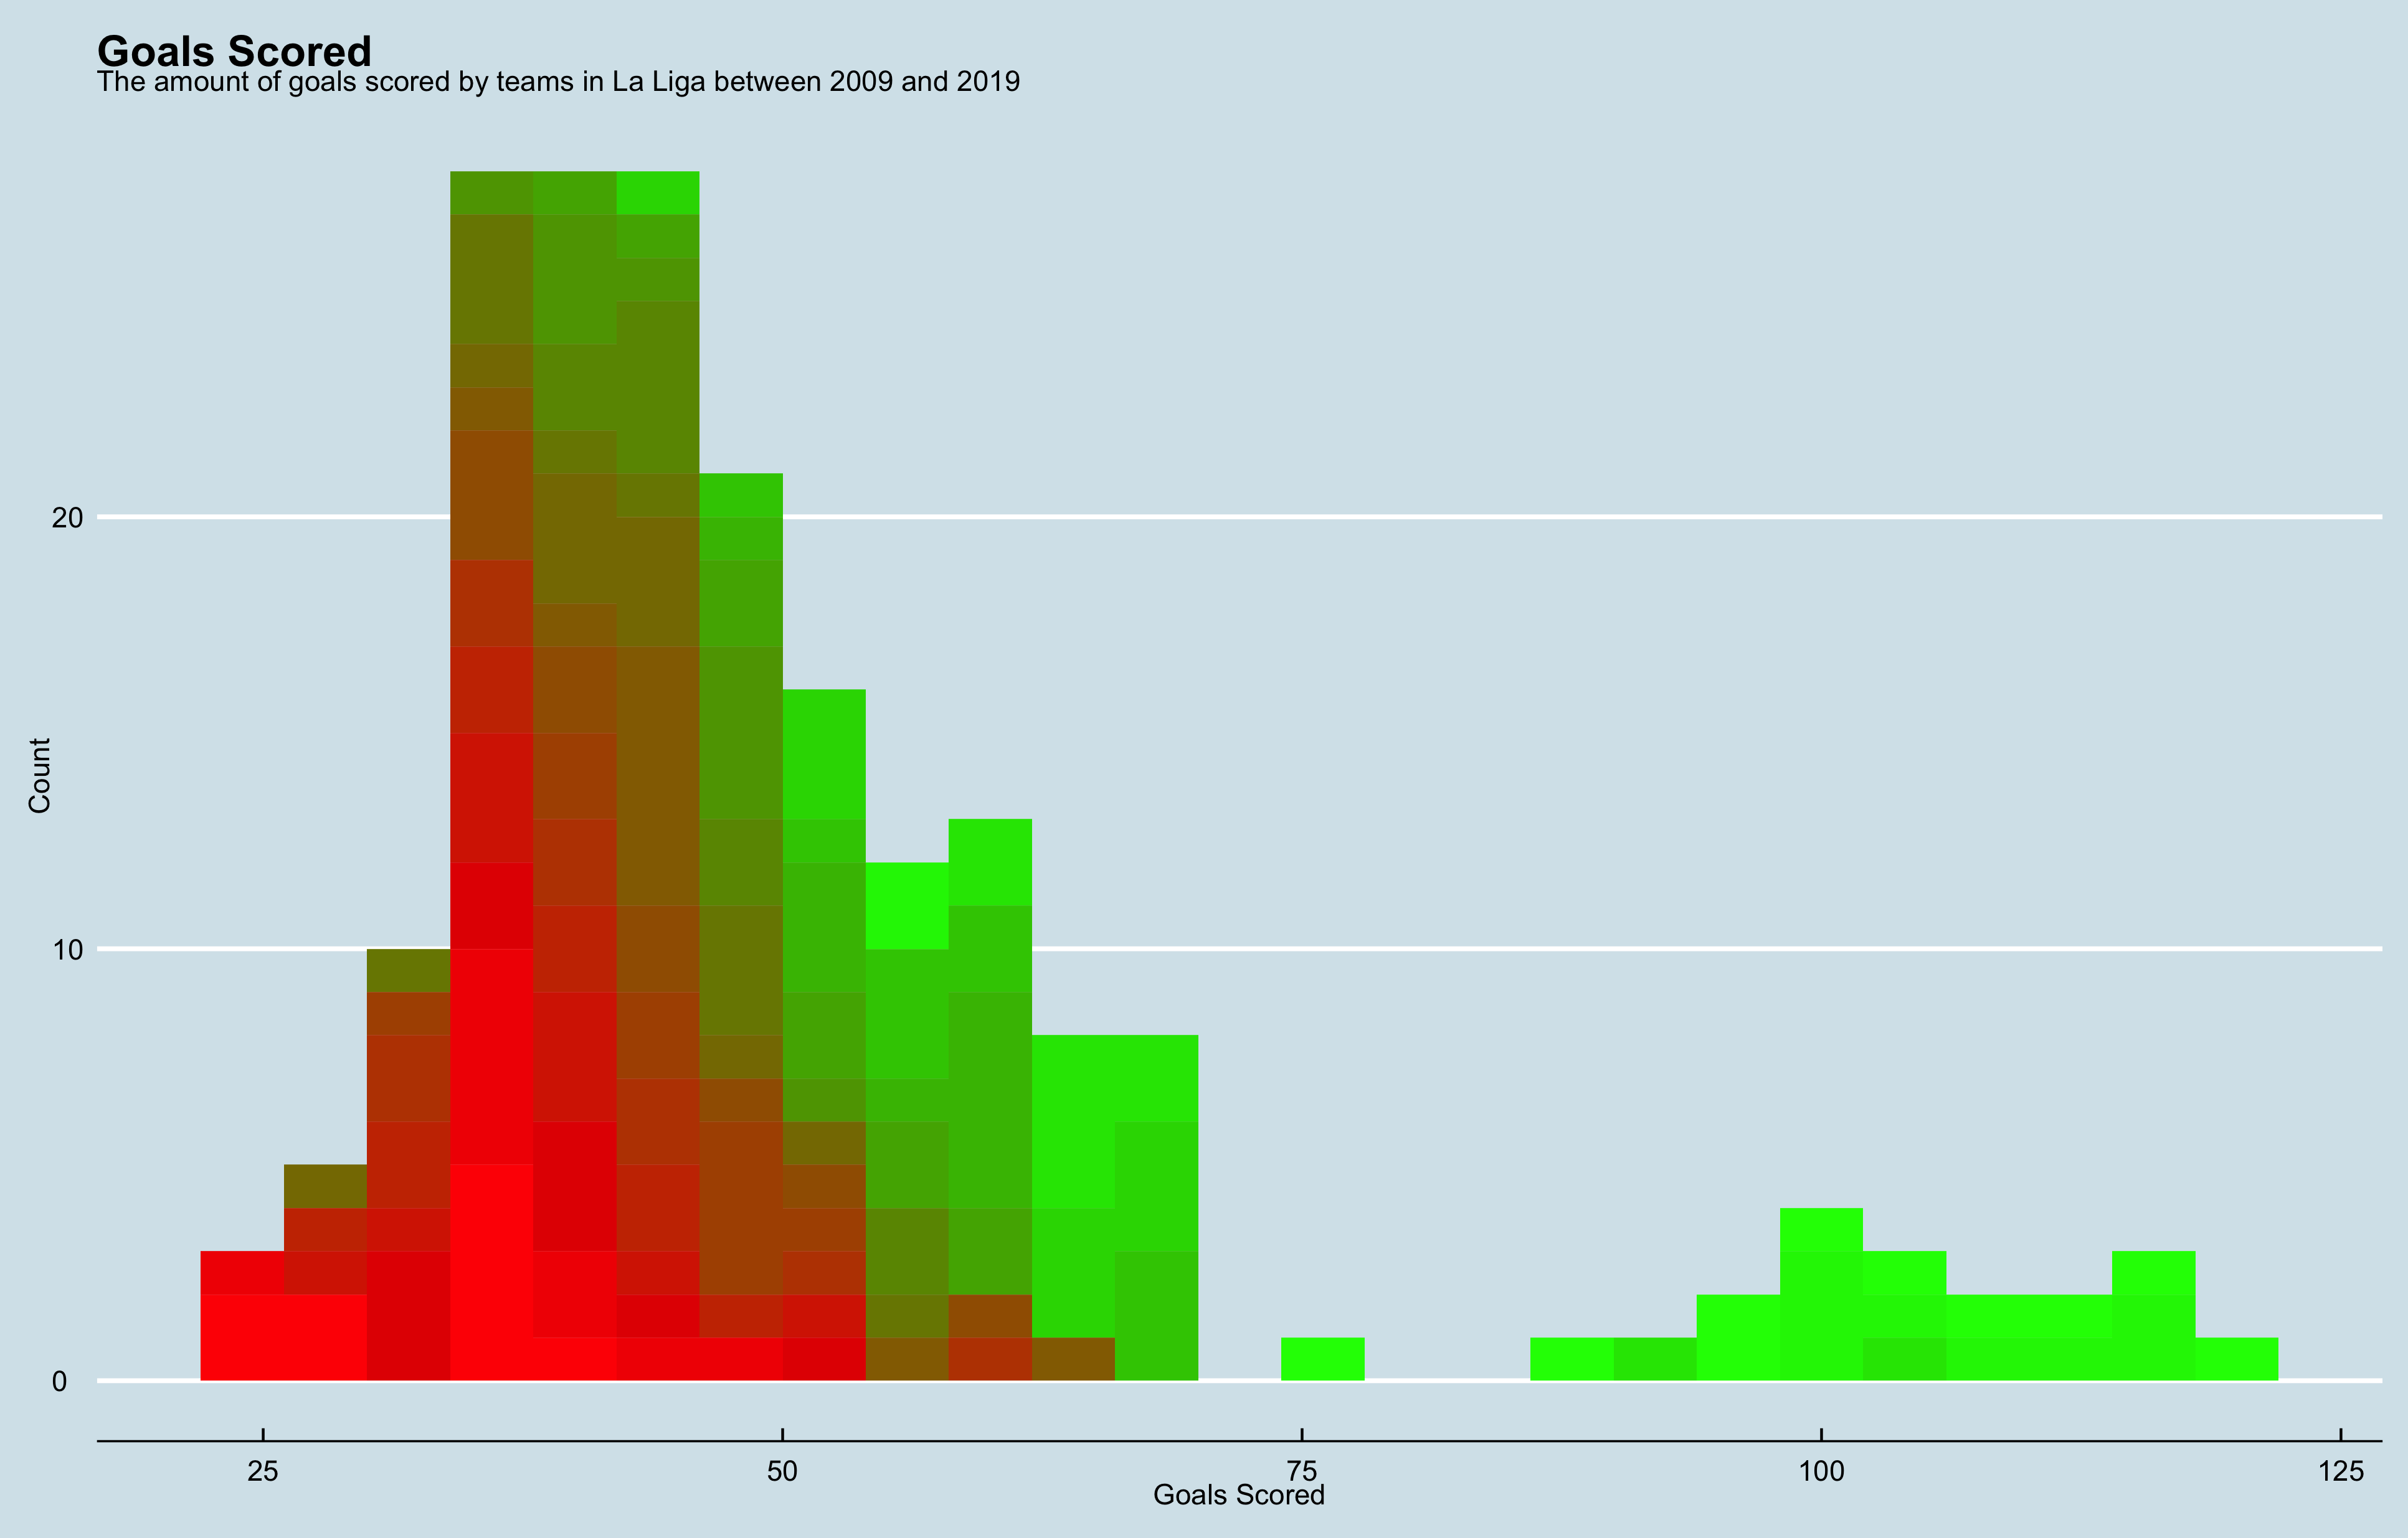 Goals Scored
The amount of goals scored by teams in La Liga between 2009 and 2019
20
Count
10
0
25 50 75 100 125
Goals Scored